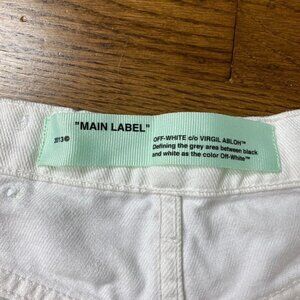 "MAIN LABEL"
2013©
OFF-WHITE c/o VIRGIL ABLOH™
Defining the grey area between black
and white as the color Off-White™